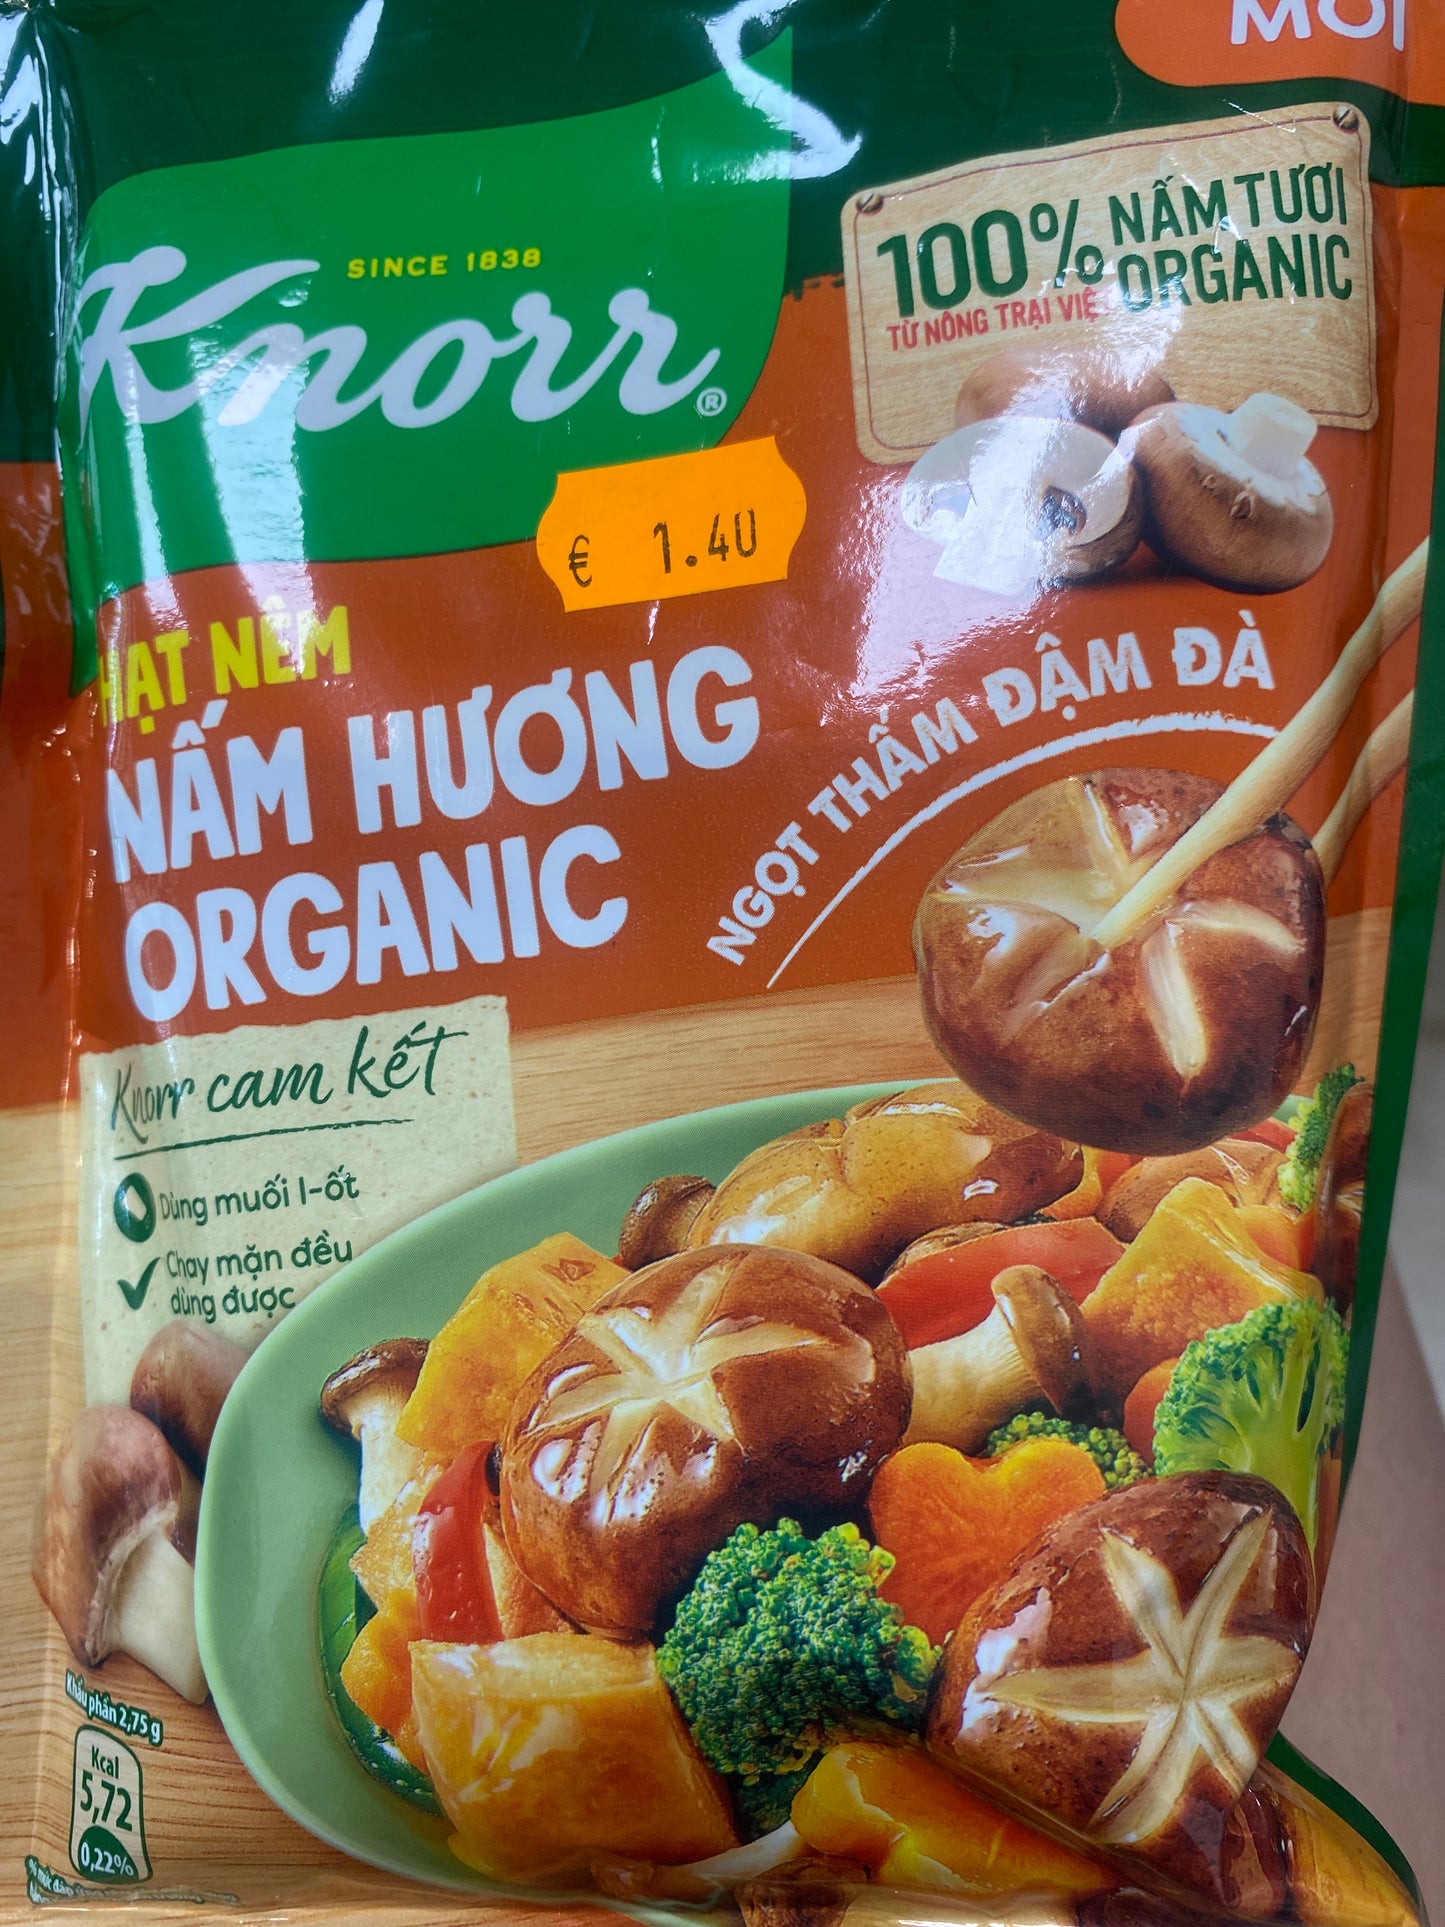 MỚI
SINCE 1838
Knorr®
100% NẤM TƯƠI
ORGANIC
TỪ NÔNG TRẠI
€ 1.40
HẠT NÊM
NẤM HƯƠNG
ORGANIC
NGỌT THẤM ĐẬM ĐÀ
Knorr cam kết
Dùng muối I-ốt
Chay mặn đều
dùng được
Khẩu phần 2,75 g
Kcal
5,72
0,22%